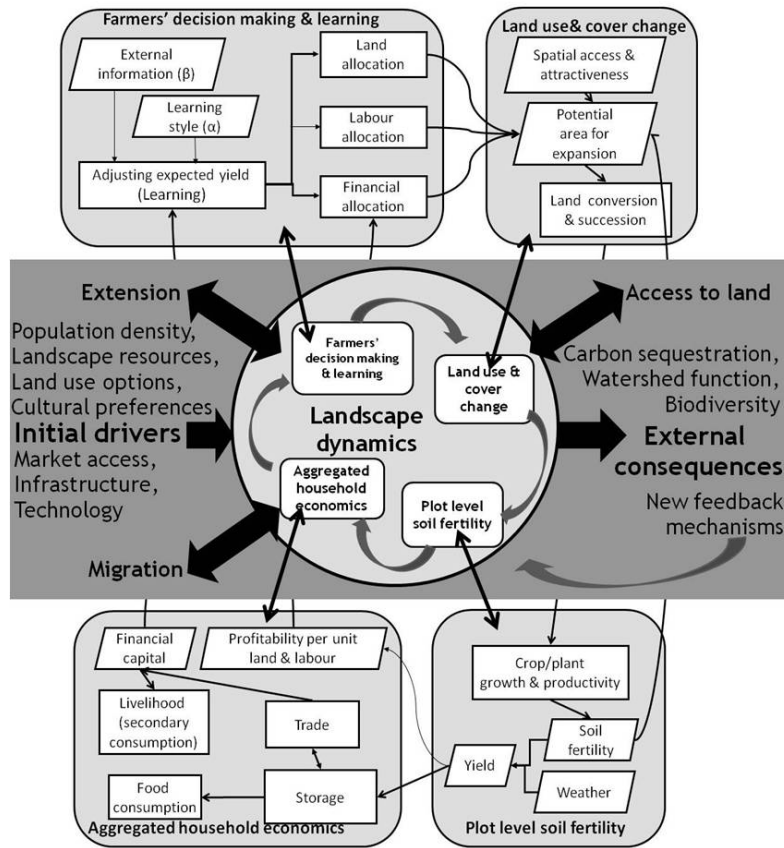 Farmers' decision making & learning
External
information (β)
Learning
style (α)
Adjusting expected yield
(Learning)
Land
allocation
Labour
allocation
Financial
allocation
Land use& cover change
Spatial access &
attractiveness
Potential
area for
expansion
Land conversion
& succession
Extension
Population density,
Landscape resources,
Land use options,
Cultural preferences
Initial drivers
Market access,
Infrastructure,
Technology
Migration
Farmers'
decision making
& learning
Land use &
cover
change
Landscape
dynamics
Aggregated
household
economics
Plot level
soil fertility
Access to land
Carbon sequestration,
Watershed function,
Biodiversity
External
consequences
New feedback
mechanisms
Financial
capital
Profitability per unit
land & labour
Livelihood
(secondary
consumption)
Trade
Food
consumption
Storage
Aggregated household economics
Crop/plant
growth & productivity
Soil
fertility
Yield
Weather
Plot level soil fertility